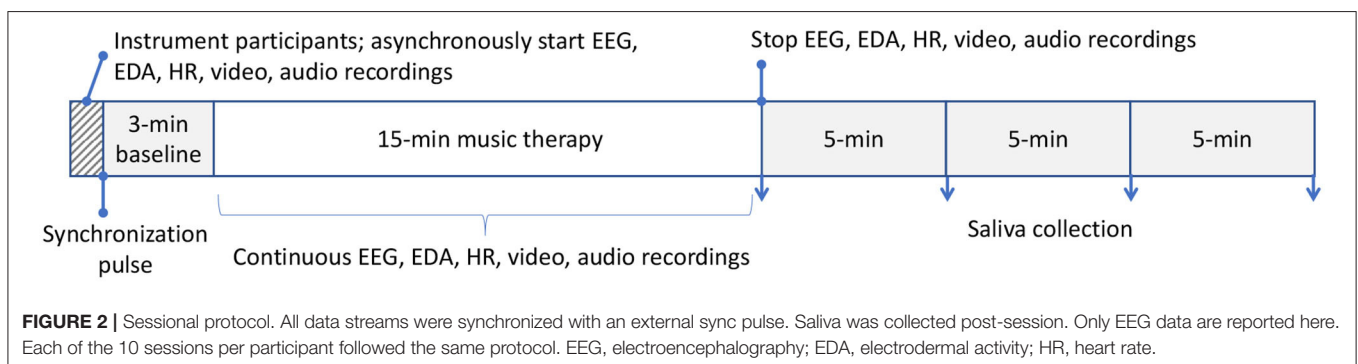 Instrument participants; asynchronously start EEG,
EDA, HR, video, audio recordings
Stop EEG, EDA, HR, video, audio recordings
3-min
baseline
15-min music therapy
5-min
5-min
5-min
Synchronization
pulse
Continuous EEG, EDA, HR, video, audio recordings
Saliva collection
FIGURE 2 | Sessional protocol. All data streams were synchronized with an external sync pulse. Saliva was collected post-session. Only EEG data are reported here.
Each of the 10 sessions per participant followed the same protocol. EEG, electroencephalography; EDA, electrodermal activity; HR, heart rate.